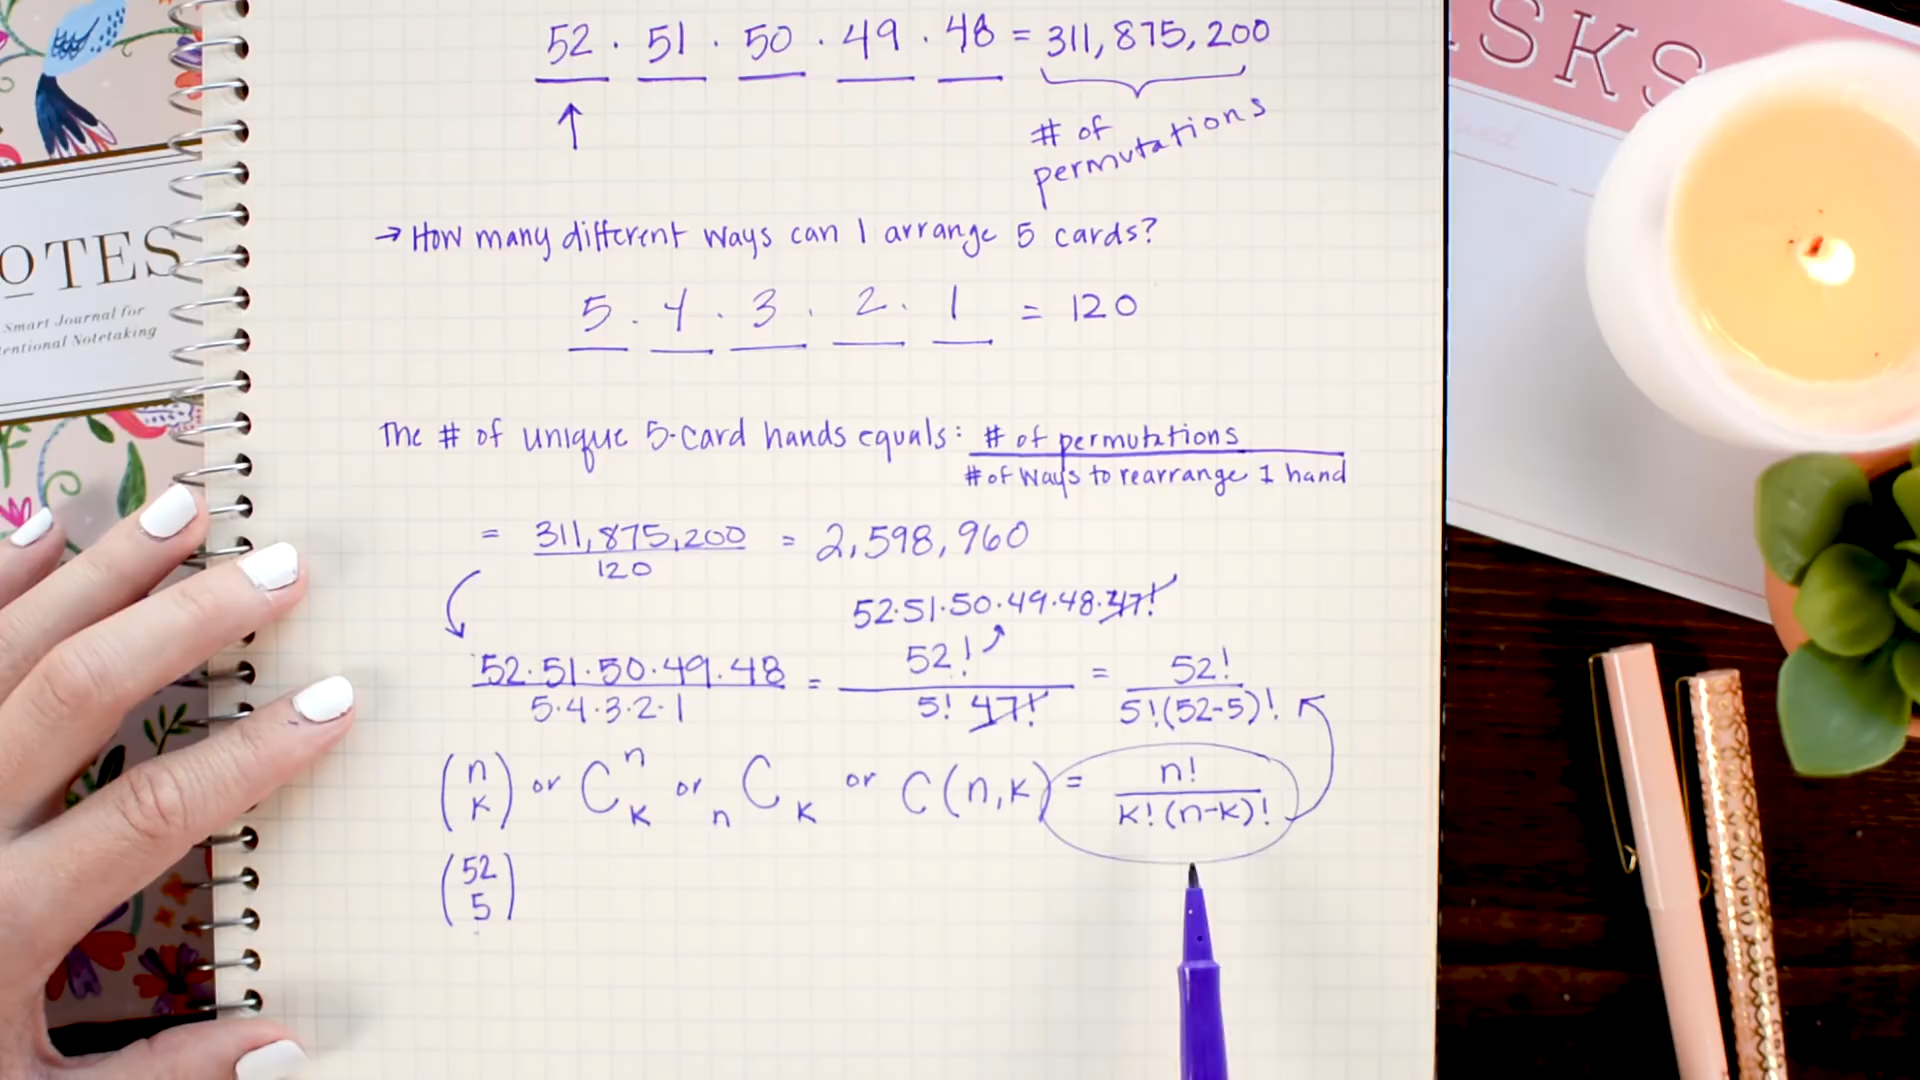 52 · 51 · 50 · 49 · 48 = 311,875,200
# of
permutations
→ How many different ways can I arrange 5 cards?
5 · 4 · 3 · 2 · 1 = 120
The # of unique 5-card hands equals: # of permutations
# of ways to rearrange 1 hand
= 311,875,200 = 2,598,960
120
52·51·50·49·48·47!
52·51·50·49·48 = 52! = 52!
5·4·3·2·1 5! 47! 5!(52-5)!
(n k) or C n k or n C k or C(n,k) = n!
k!(n-k)!
(52 5)
OTES
Smart Journal for
entional Notetaking
SKS